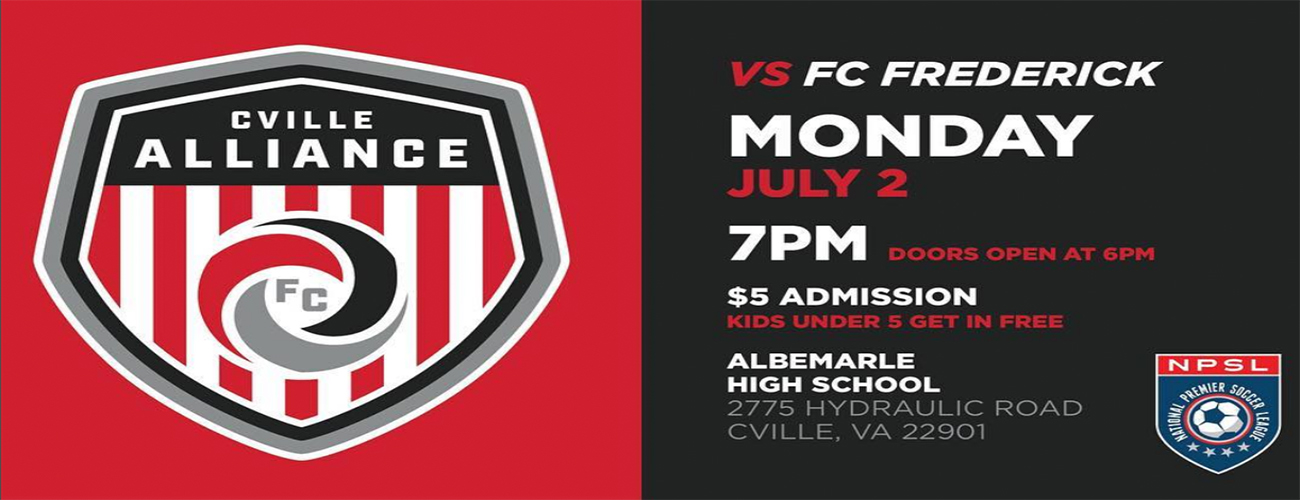 CVILLE
ALLIANCE
FC
VS FC FREDERICK
MONDAY
JULY 2
7PM DOORS OPEN AT 6PM
$5 ADMISSION
KIDS UNDER 5 GET IN FREE
ALBEMARLE
HIGH SCHOOL
2775 HYDRAULIC ROAD
CVILLE, VA 22901
NPSL
NATIONAL PREMIER SOCCER LEAGUE